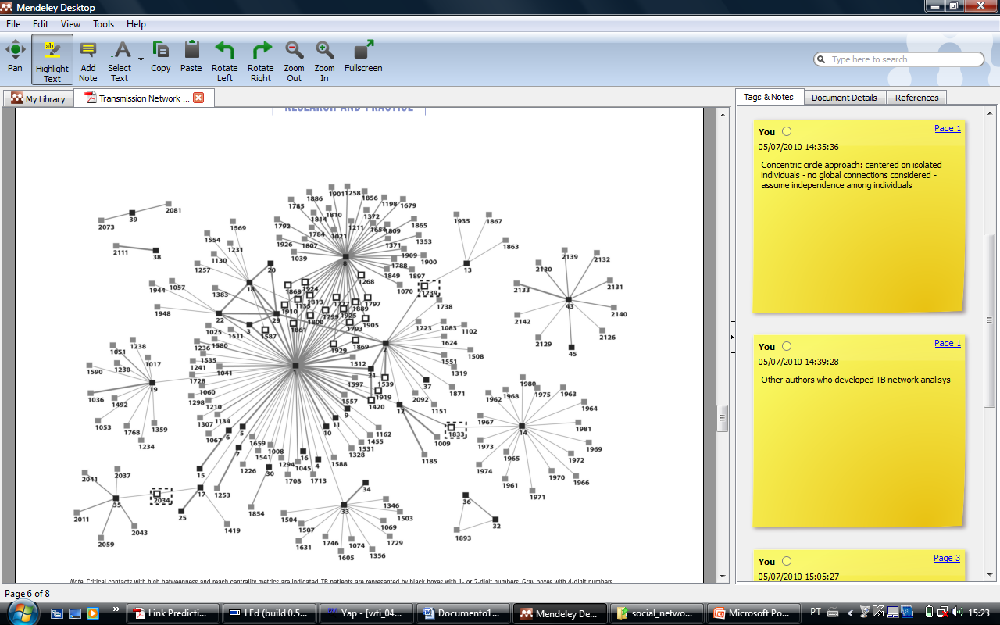 Mendeley Desktop
File Edit View Tools Help
Pan
Highlight Text
Add Note
Select Text
Copy
Paste
Rotate Left
Rotate Right
Zoom Out
Zoom In
Fullscreen
Type here to search
My Library
Transmission Network ...
Tags & Notes
Document Details
References
RESEARCH AND PRACTICE
1901 1258
1886 1856
1785 1198 1679
1810 1372
2081
39 1814 1865
2073 1792 1211 1654 1809
1935 1867
1569 1784 1021 1353
1554 1926 1807 1371
2111 38 1231 1039 8 1909 1900 1863
1130 20 1788 13
1257 1849 1897
2139 2132
2130
1268
1944 1057 18 1868 1924 1070 1239
2133 2131
1383 1135 1813 1777 1797 1738
1948 1910 1889 43
22 29 1799 1925 1905 2140
2142
1025 3 1587 1861 1800 1793 1723 1083 1102
1511 2126
1238 1236 1580 1929 1869 2 1624 2129
1051 1535 45
1590 1230 1017 1241 1041 1 1512 1551 1508
1728 21 1319
19 1060 1597 1539 37
1036 1298 1919 2092 1871
1492 1210 1557 1420 12 1151
1980 1963
1968 1975
1962
1964
1053 1307 1134 9
1768 1359 1067 6 5 10 11 1833 1967 14 1981
1234 1659 1162 1009
7 1008 1455 1973 1969
1541 16 1531 1965 1972
1294 1045 4 1328 1185 1974
2041 2037 15 1226 30 1588 1970 1966
1708 1713 1961
17 1253 34 1971
35 2034 36
2011 25 1854 33 1346
1504 1503 32
2043 1419 1507 1069 1893
2059 1631 1746 1074 1729
1605 1356
Note. Critical contacts with high betweenness and reach centrality metrics are indicated. TB patients are represented by black boxes with 1- or 2-digit numbers. Gray boxes with 4-digit numbers
You
Page 1
05/07/2010 14:35:36
Concentric circle approach: centered on isolated
individuals - no global connections considered -
assume independence among individuals
You
Page 1
05/07/2010 14:39:28
Other authors who developed TB network analisys
You
Page 3
05/07/2010 15:05:27
Page 6 of 8
Link Predicti...
LEd (build 0.5...
Yap - [wti_04...
Documento1...
Mendeley De...
social_netwo...
Microsoft Po...
PT
15:23